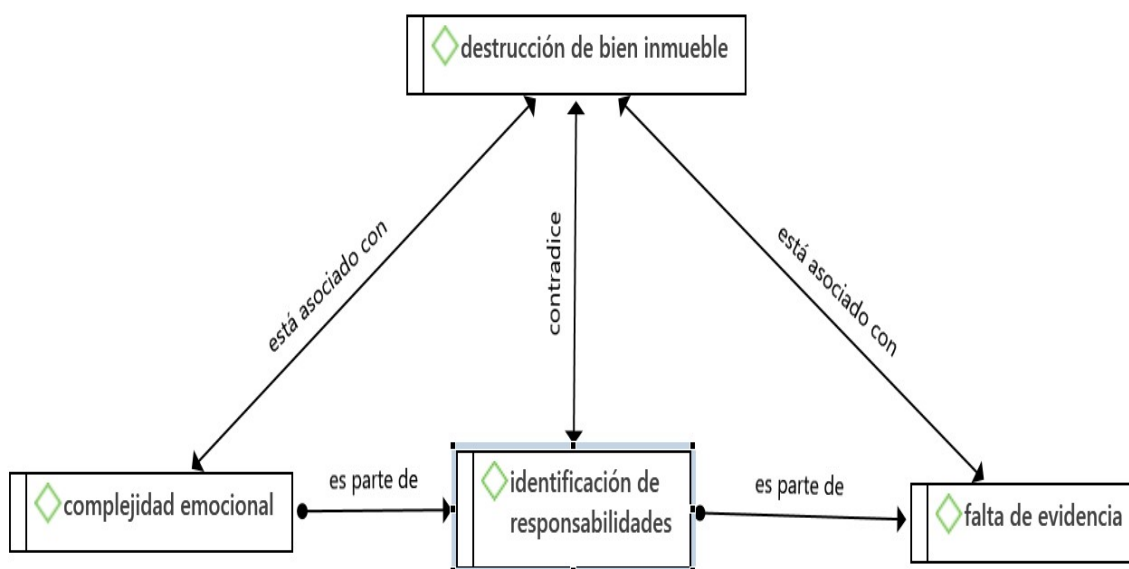 destrucción de bien inmueble
está asociado con
contradice
está asociado con
complejidad emocional
es parte de
identificación de
responsabilidades
es parte de
falta de evidencia